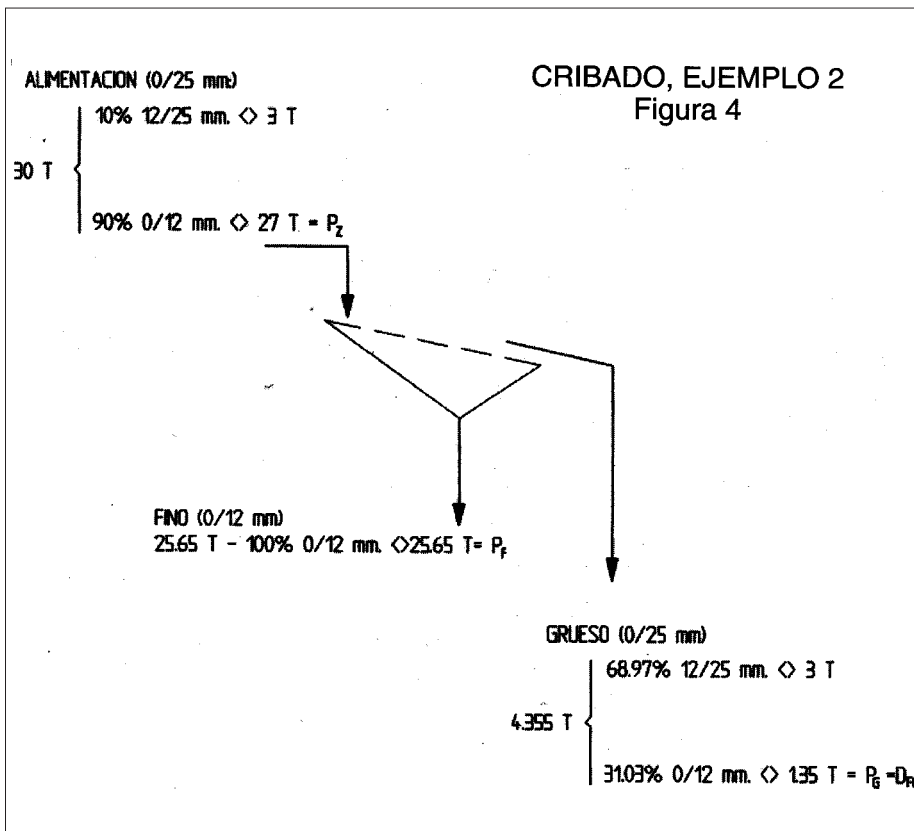 CRIBADO, EJEMPLO 2
Figura 4
ALIMENTACION (0/25 mm.)
10% 12/25 mm. <> 3 T
30 T
90% 0/12 mm. <> 27 T = Pz
FINO (0/12 mm)
25.65 T - 100% 0/12 mm. <>25.65 T= PF
GRUESO (0/25 mm)
68.97% 12/25 mm. <> 3 T
4.355 T
31.03% 0/12 mm. <> 1.35 T = PG =